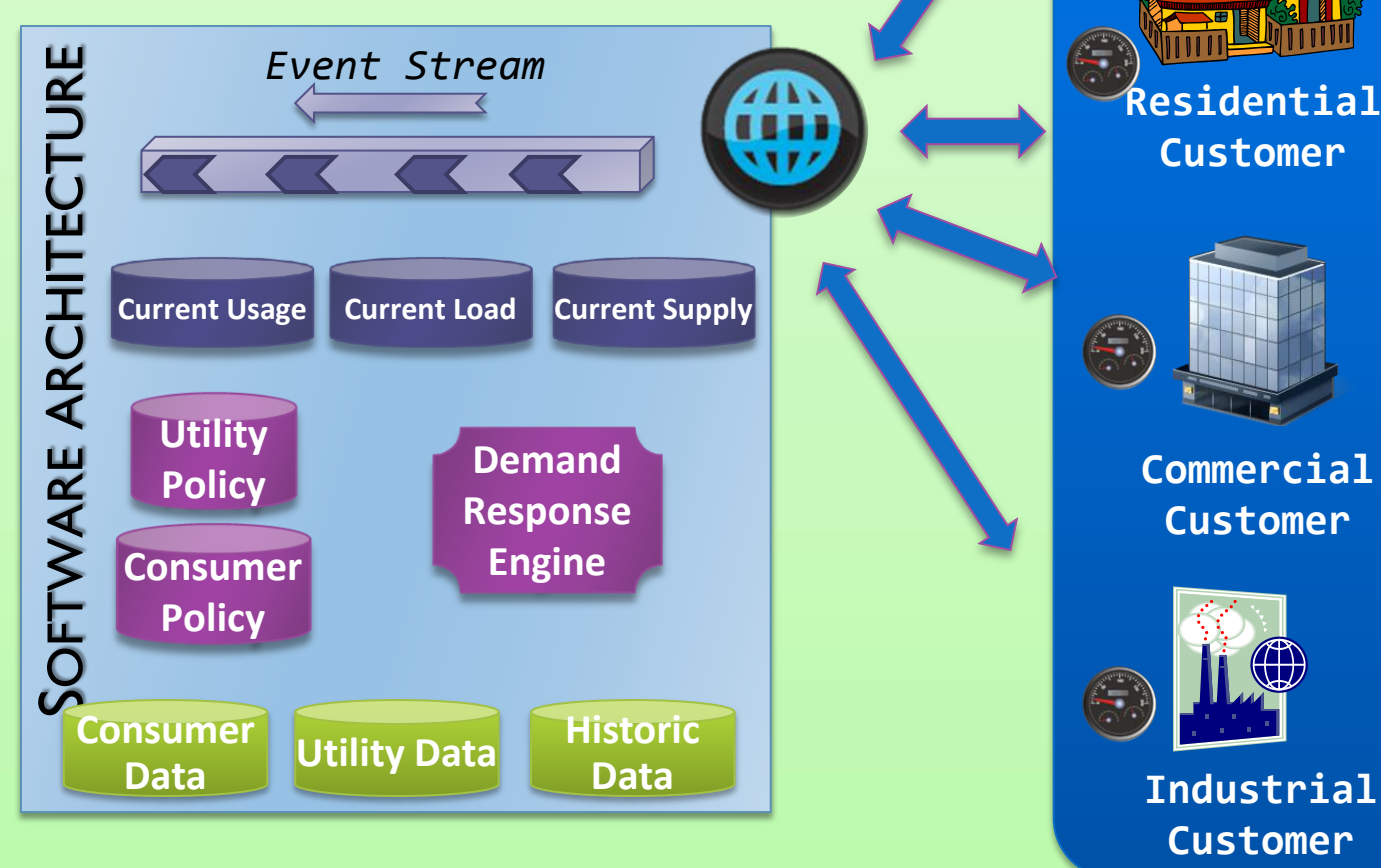 SOFTWARE ARCHITECTURE
Event Stream
Current Usage
Current Load
Current Supply
Utility
Policy
Consumer
Policy
Demand
Response
Engine
Consumer
Data
Utility Data
Historic
Data
Residential
Customer
Commercial
Customer
Industrial
Customer